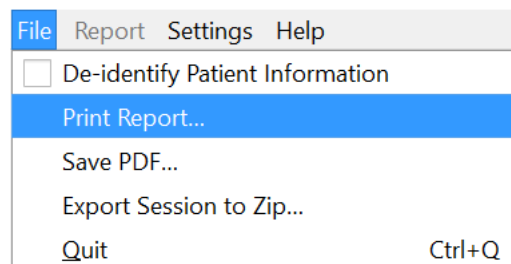 File Report Settings Help
De-identify Patient Information
Print Report...
Save PDF...
Export Session to Zip...
Quit Ctrl+Q